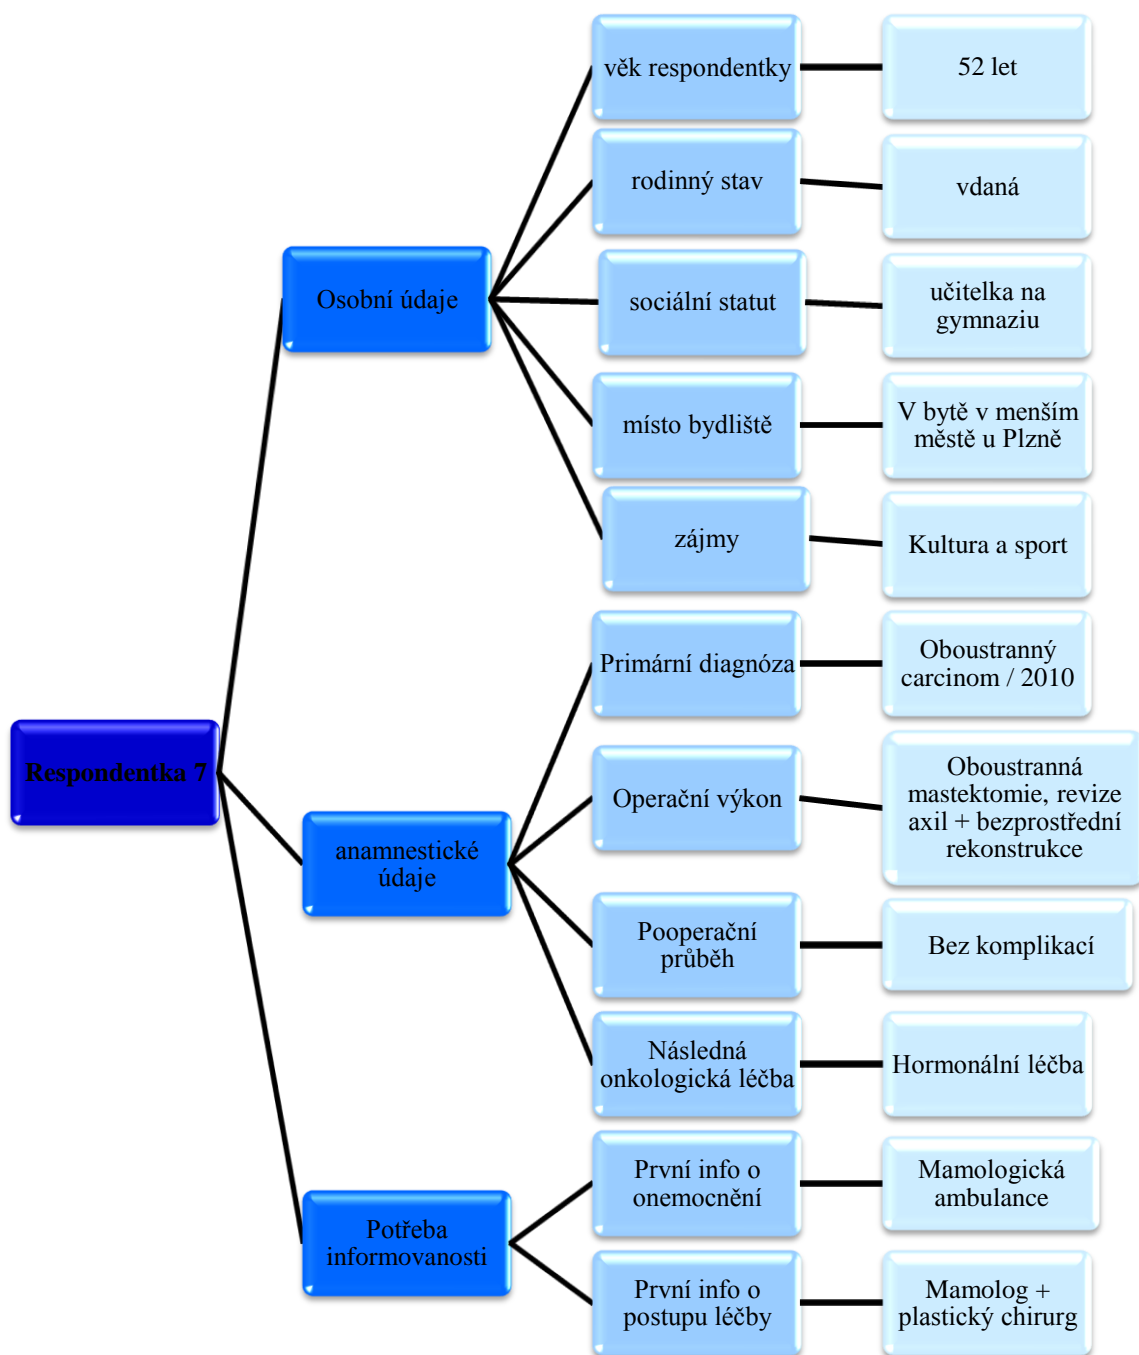 věk respondentky
52 let
rodinný stav
vdaná
Osobní údaje
sociální statut
učitelka na
gymnaziu
místo bydliště
V bytě v menším
městě u Plzně
zájmy
Kultura a sport
Respondentka 7
anamnestické
údaje
Primární diagnóza
Oboustranný
carcinom / 2010
Operační výkon
Oboustranná
mastektomie, revize
axil + bezprostřední
rekonstrukce
Pooperační
průběh
Bez komplikací
Následná
onkologická léčba
Hormonální léčba
Potřeba
informovanosti
První info o
onemocnění
Mamologická
ambulance
První info o
postupu léčby
Mamolog +
plastický chirurg